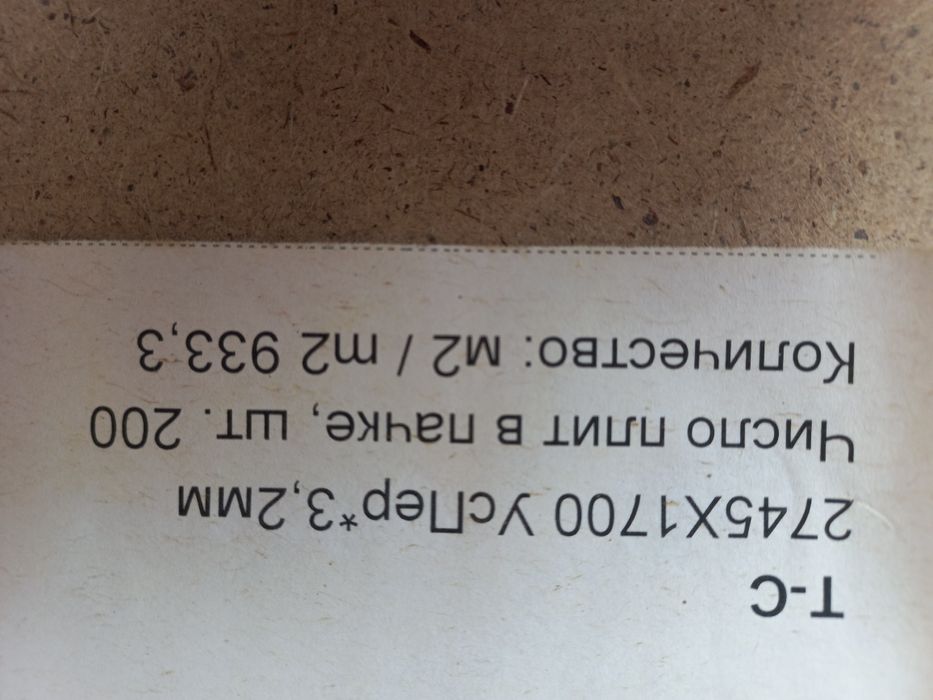 Т-С
2745Х1700 УсПер*3,2мм
Число плит в пачке, шт. 200
Количество: м2 / m2 933,3